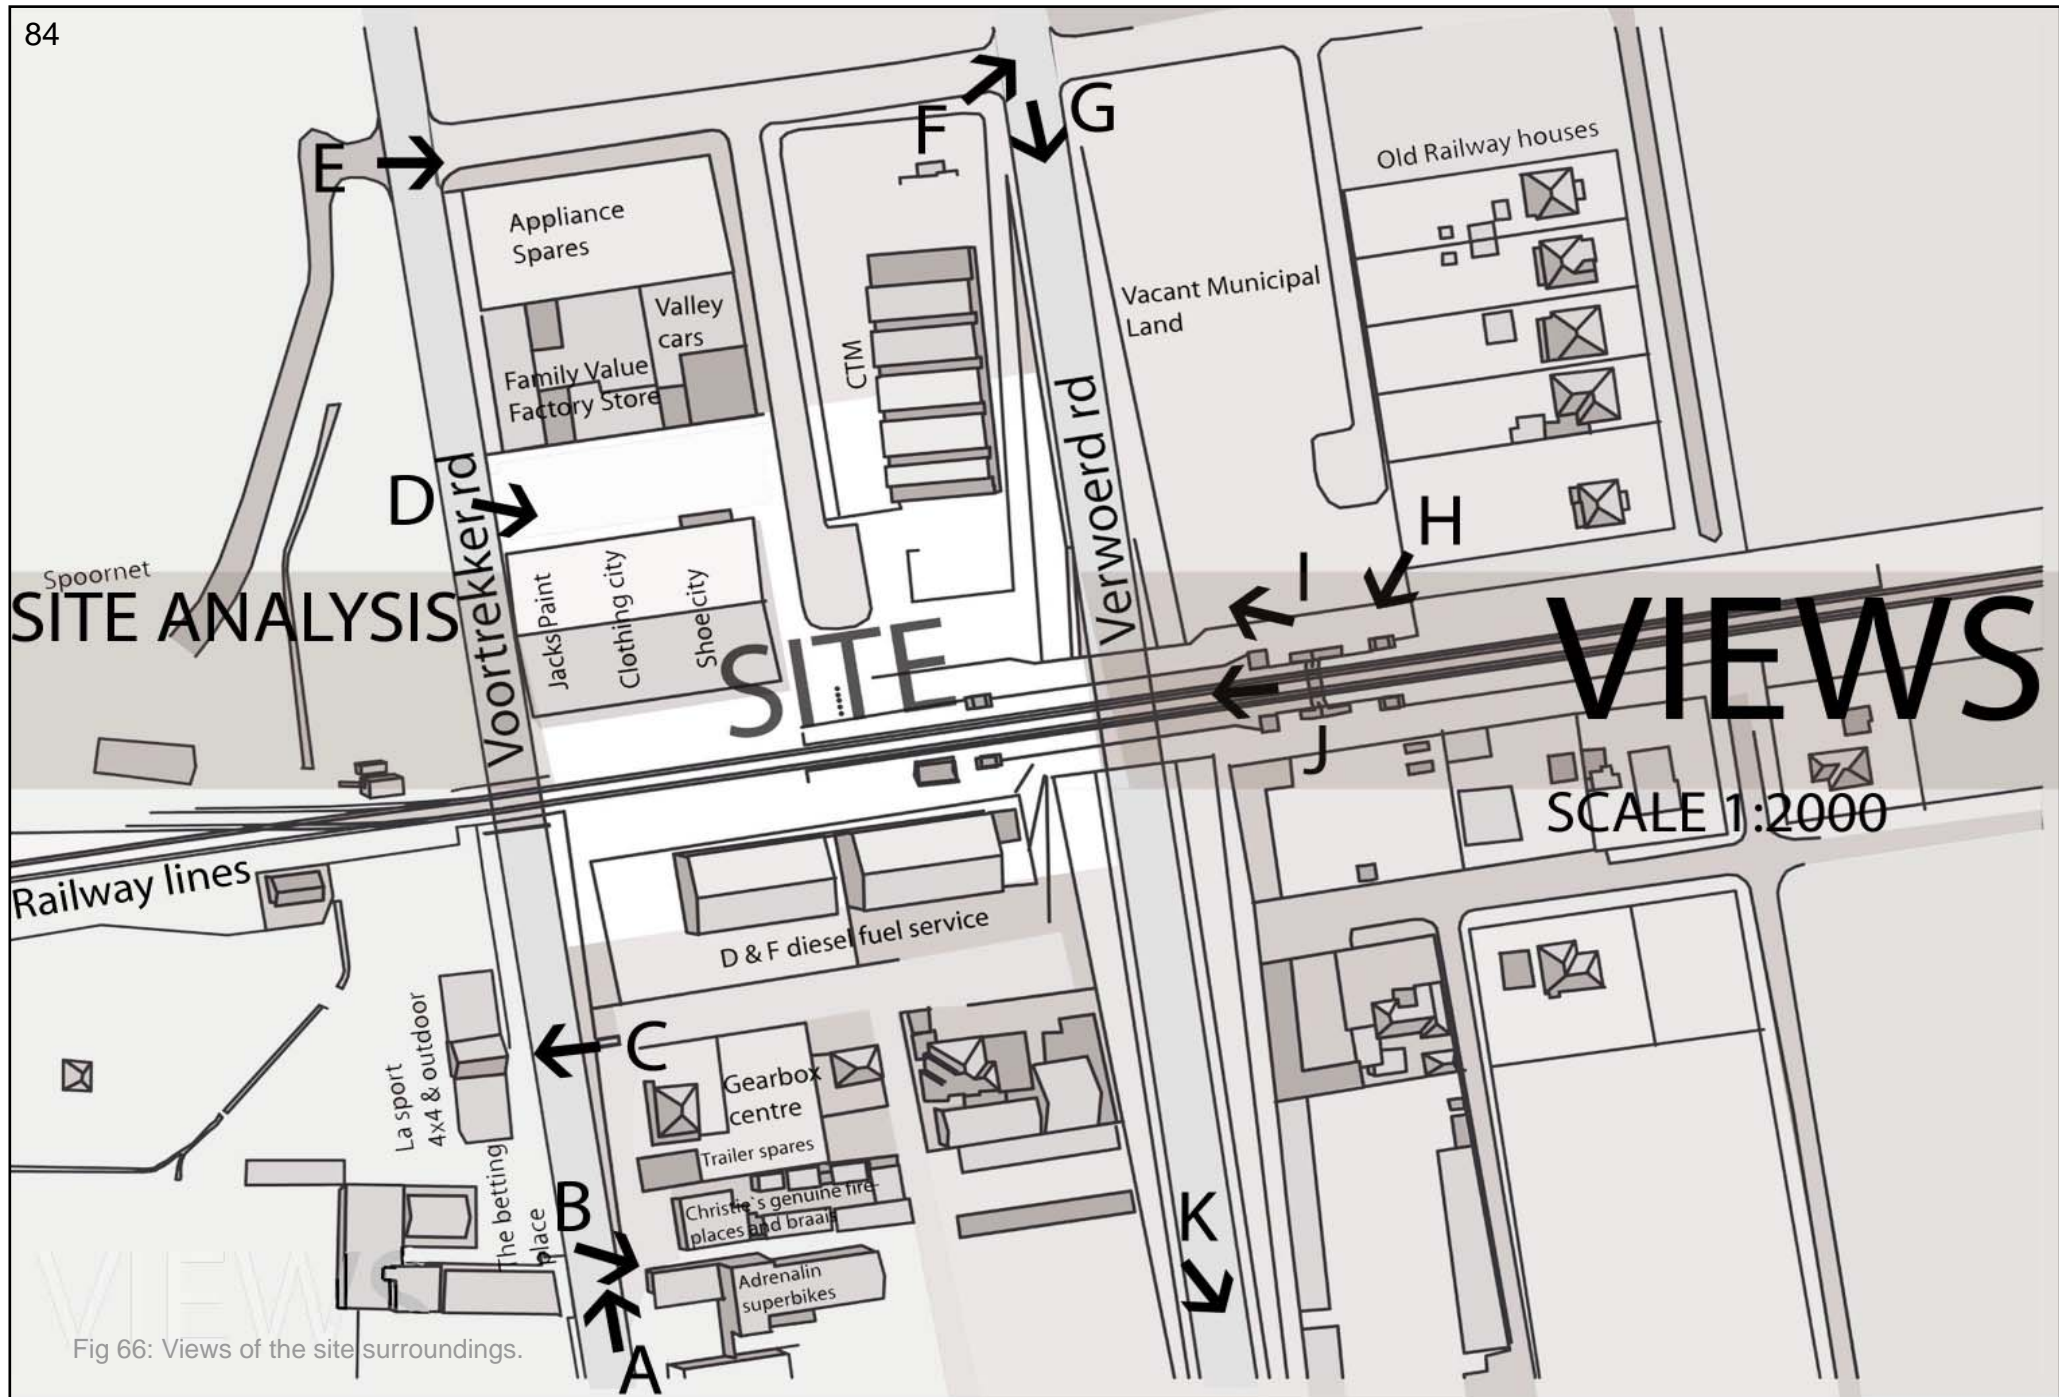 84
F
G
E
Old Railway houses
Appliance
Spares
Valley
cars
Vacant Municipal
Land
CTM
Family Value
Factory Store
D
Voortrekker rd
Verwoerd rd
H
I
Spoornet
SITE ANALYSIS
Jacks Paint
Clothing city
Shoe city
SITE
VIEWS
J
SCALE 1:2000
Railway lines
D & F diesel fuel service
La sport
4x4 & outdoor
C
Gearbox
centre
Trailer spares
The betting
place
B
Christie`s genuine fire-
places and braais
K
Adrenalin
superbikes
VIEWS
Fig 66: Views of the site surroundings.
A